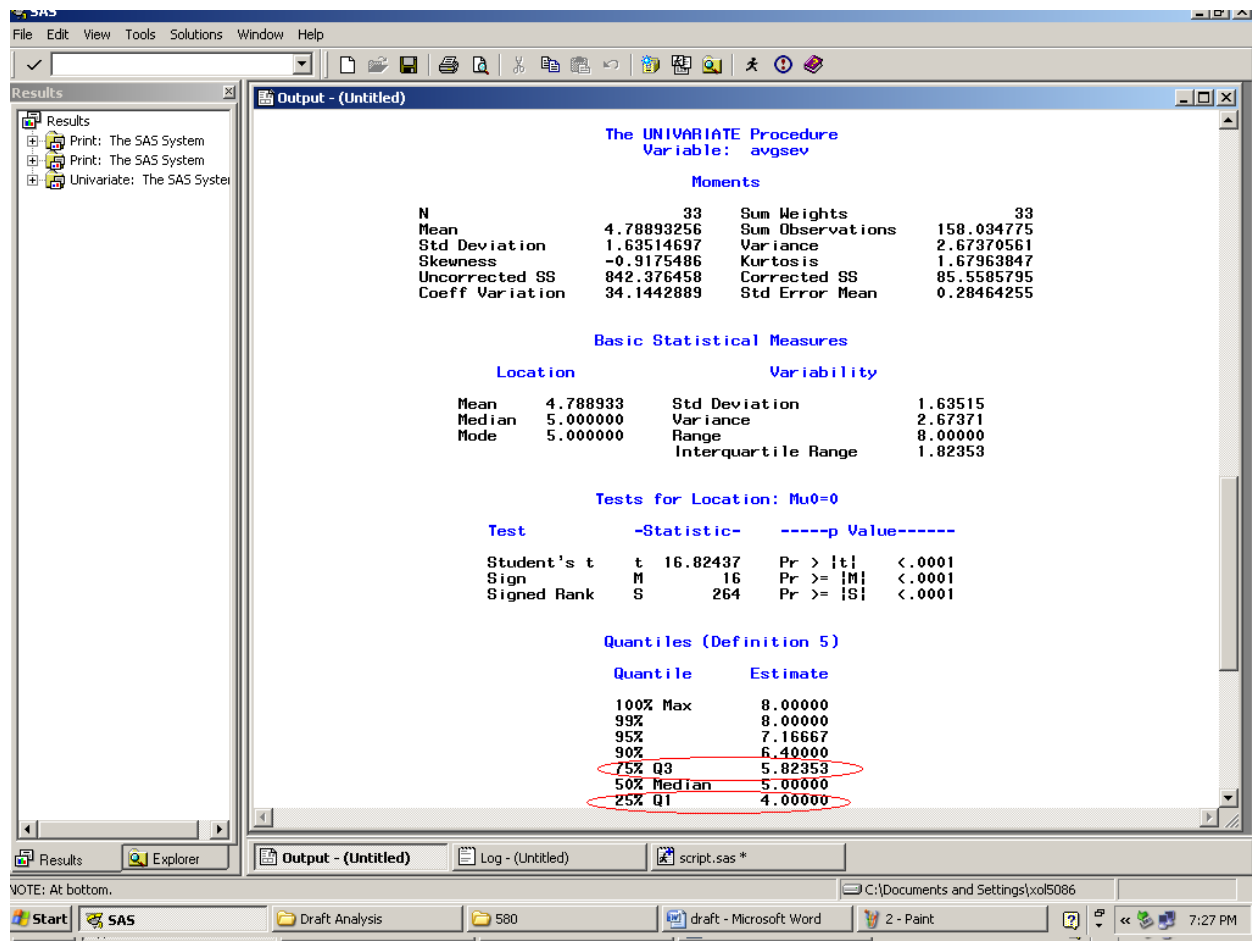 SAS
File Edit View Tools Solutions Window Help
Results
Output - (Untitled)
Results
Print: The SAS System
Print: The SAS System
Univariate: The SAS System
The UNIVARIATE Procedure
Variable: avgsev
Moments
N 33 Sum Weights 33
Mean 4.78893256 Sum Observations 158.034775
Std Deviation 1.63514697 Variance 2.67370561
Skewness -0.9175486 Kurtosis 1.67963847
Uncorrected SS 842.376458 Corrected SS 85.5585795
Coeff Variation 34.1442889 Std Error Mean 0.28464255
Basic Statistical Measures
Location Variability
Mean 4.788933 Std Deviation 1.63515
Median 5.000000 Variance 2.67371
Mode 5.000000 Range 8.00000
Interquartile Range 1.82353
Tests for Location: Mu0=0
Test -Statistic- -----p Value------
Student's t t 16.82437 Pr > |t| <.0001
Sign M 16 Pr >= |M| <.0001
Signed Rank S 264 Pr >= |S| <.0001
Quantiles (Definition 5)
Quantile Estimate
100% Max 8.00000
99% 8.00000
95% 7.16667
90% 6.40000
75% Q3 5.82353
50% Median 5.00000
25% Q1 4.00000
Results Explorer Output - (Untitled) Log - (Untitled) script.sas *
NOTE: At bottom. C:\Documents and Settings\xol5086
Start SAS Draft Analysis 580 draft - Microsoft Word 2 - Paint 7:27 PM